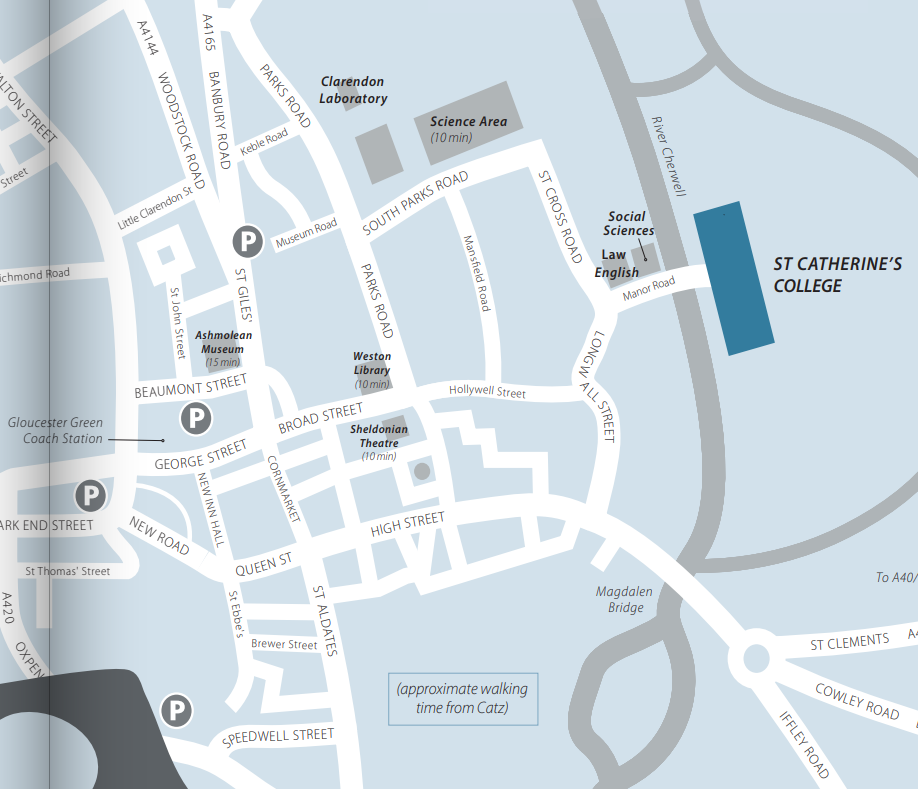 A4144
A4165
WOODSTOCK ROAD
BANBURY ROAD
PARKS ROAD
Clarendon
Laboratory
Science Area
(10 min)
ALTON STREET
Keble Road
River Cherwell
Street
Little Clarendon St
SOUTH PARKS ROAD
ST CROSS ROAD
Museum Road
P
Social
Sciences
Law
English
Manor Road
ST CATHERINE'S
COLLEGE
ichmond Road
St John Street
ST GILES'
PARKS ROAD
Mansfield Road
Ashmolean
Museum
(15 min)
Weston
Library
(10 min)
LONGW
ALL STREET
BEAUMONT STREET
Hollywell Street
P
BROAD STREET
Gloucester Green
Coach Station
Sheldonian
Theatre
(10 min)
GEORGE STREET
CORNMARKET
NEW INN HALL
P
ARK END STREET
NEW ROAD
HIGH STREET
QUEEN ST
St Thomas' Street
A420
St Ebbe's
ST ALDATES
Magdalen
Bridge
To A40/
Brewer Street
ST CLEMENTS
A4
OXPEN
(approximate walking
time from Catz)
COWLEY ROAD
P
IFFLEY ROAD
SPEEDWELL STREET